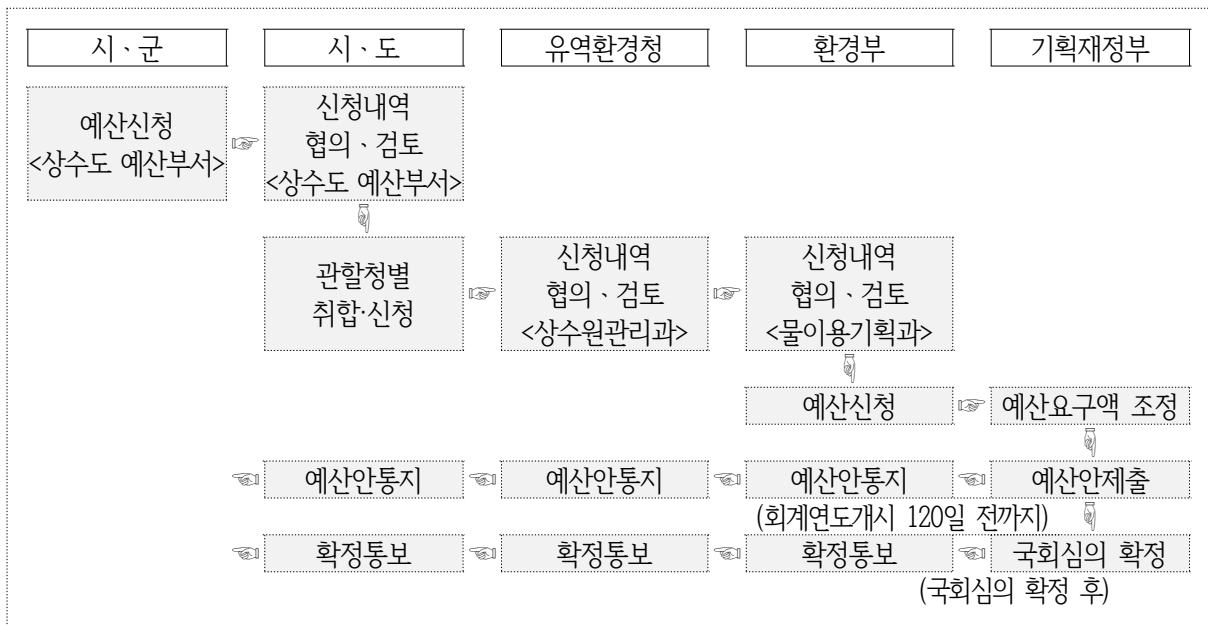 시、군
시、도
유역환경청
환경부
기획재정부
예산신청
<상수도 예산부서>
☞
신청내역
협의、검토
<상수도 예산부서>
☟
관할청별
취합·신청
☞
신청내역
협의、검토
<상수원관리과>
☞
신청내역
협의、검토
<물이용기획과>
☟
예산신청
☞
예산요구액 조정
☟
☜ 예산안통지 ☜ 예산안통지 ☜ 예산안통지 ☜ 예산안제출
(회계연도개시 120일 전까지) ☟
☜ 확정통보 ☜ 확정통보 ☜ 확정통보 ☜ 국회심의 확정
(국회심의 확정 후)